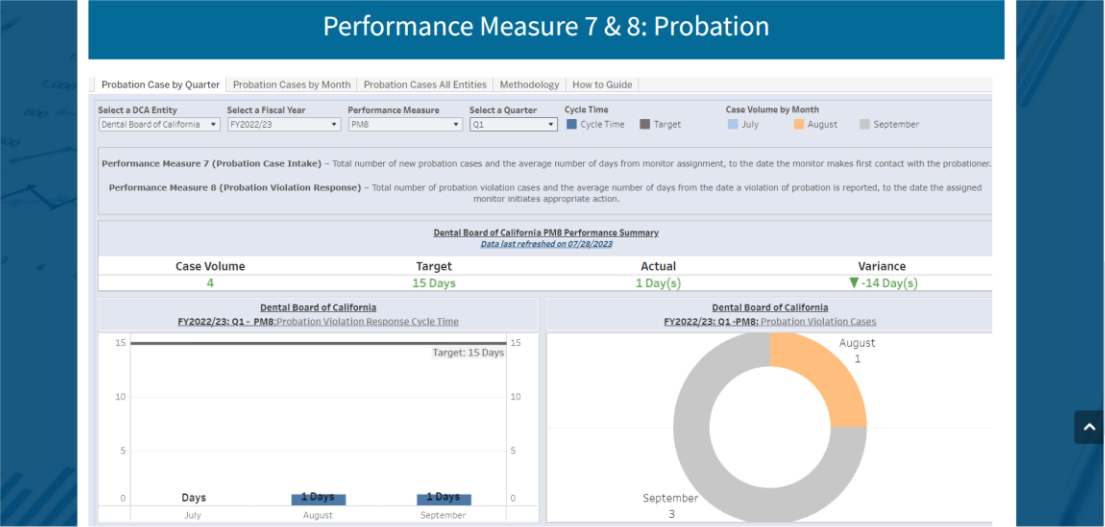 Performance Measure 7 & 8: Probation
Probation Case by Quarter Probation Cases by Month Probation Cases All Entities Methodology How to Guide
Select a DCA Entity Select a Fiscal Year Performance Measure Select a Quarter Cycle Time Case Volume by Month
Dental Board of California FY2022/23 PM8 Q1 Cycle Time Target July August September
Performance Measure 7 (Probation Case Intake) – Total number of new probation cases and the average number of days from monitor assignment, to the date the monitor makes first contact with the probationer.
Performance Measure 8 (Probation Violation Response) – Total number of probation violation cases and the average number of days from the date a violation of probation is reported, to the date the assigned
monitor initiates appropriate action.
Dental Board of California PM8 Performance Summary
Data last refreshed on 07/28/2023
Case Volume Target Actual Variance
4 15 Days 1 Day(s) ▼ -14 Day(s)
Dental Board of California
FY2022/23: Q1 - PM8:Probation Violation Response Cycle Time
15 15
Target: 15 Days
10 10
5 5
0 Days 1 Days 1 Days 0
July August September
Dental Board of California
FY2022/23: Q1 -PM8: Probation Violation Cases
August
1
September
3